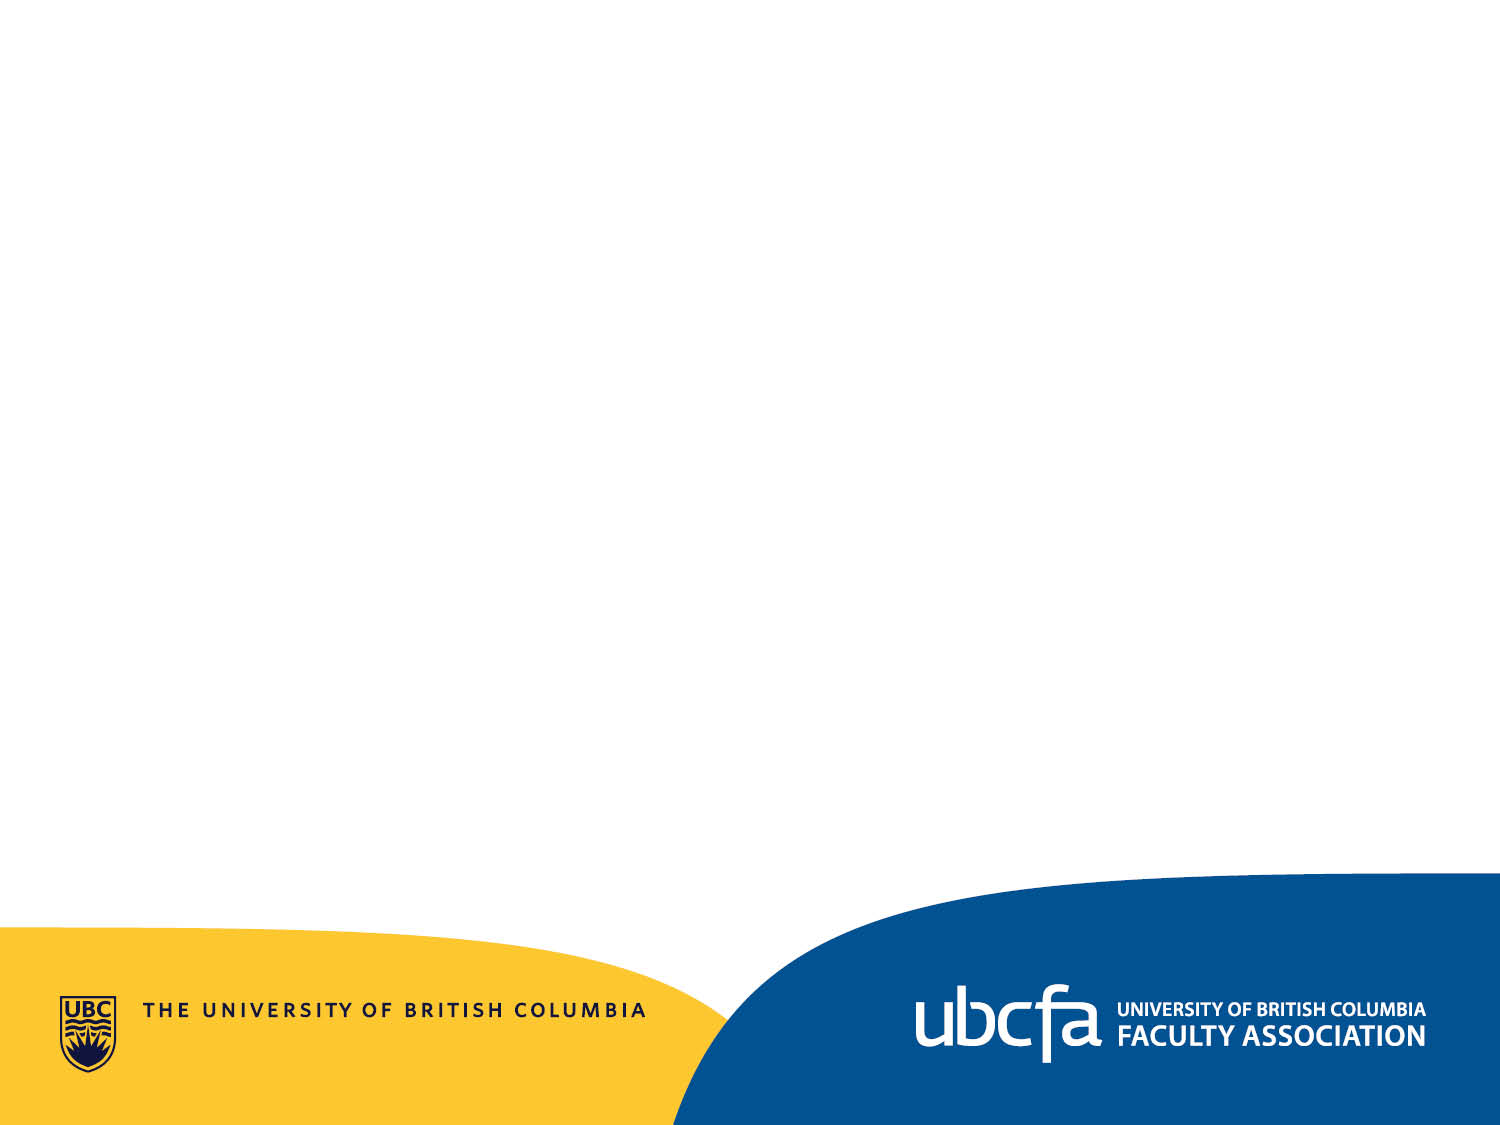 UBC
THE UNIVERSITY OF BRITISH COLUMBIA
ubcfa
UNIVERSITY OF BRITISH COLUMBIA
FACULTY ASSOCIATION